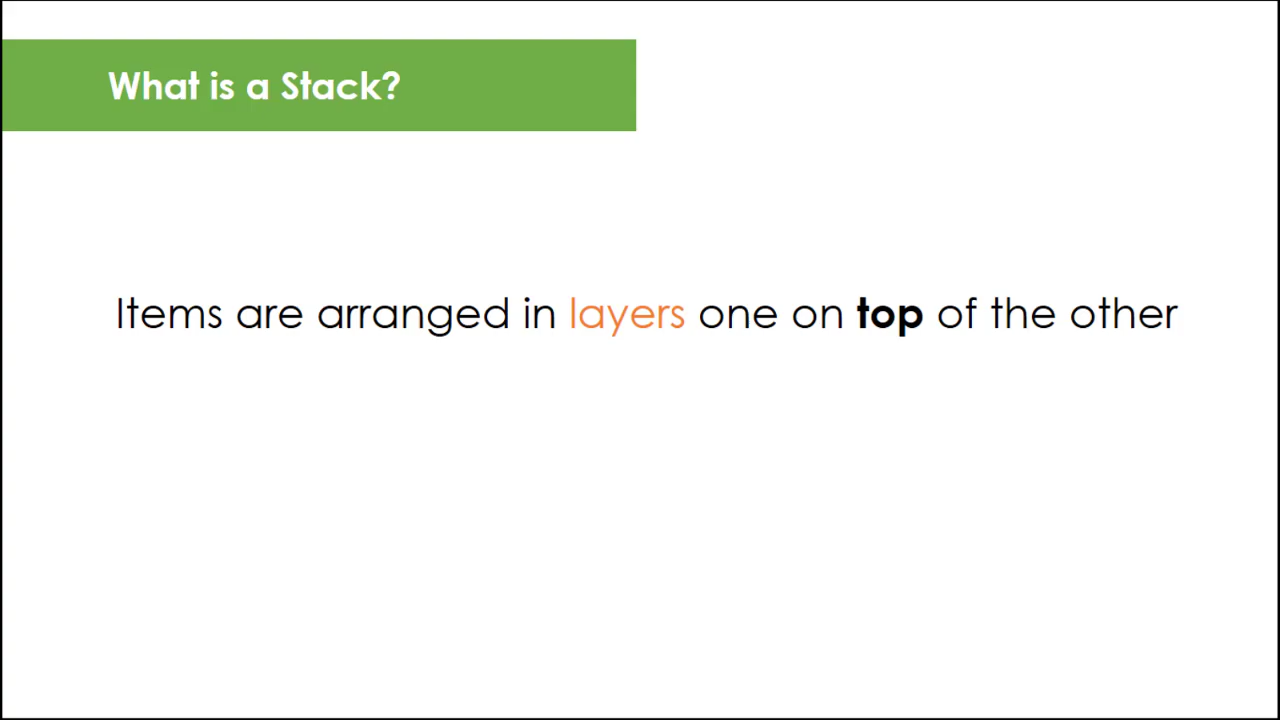 What is a Stack?
Items are arranged in layers one on top of the other